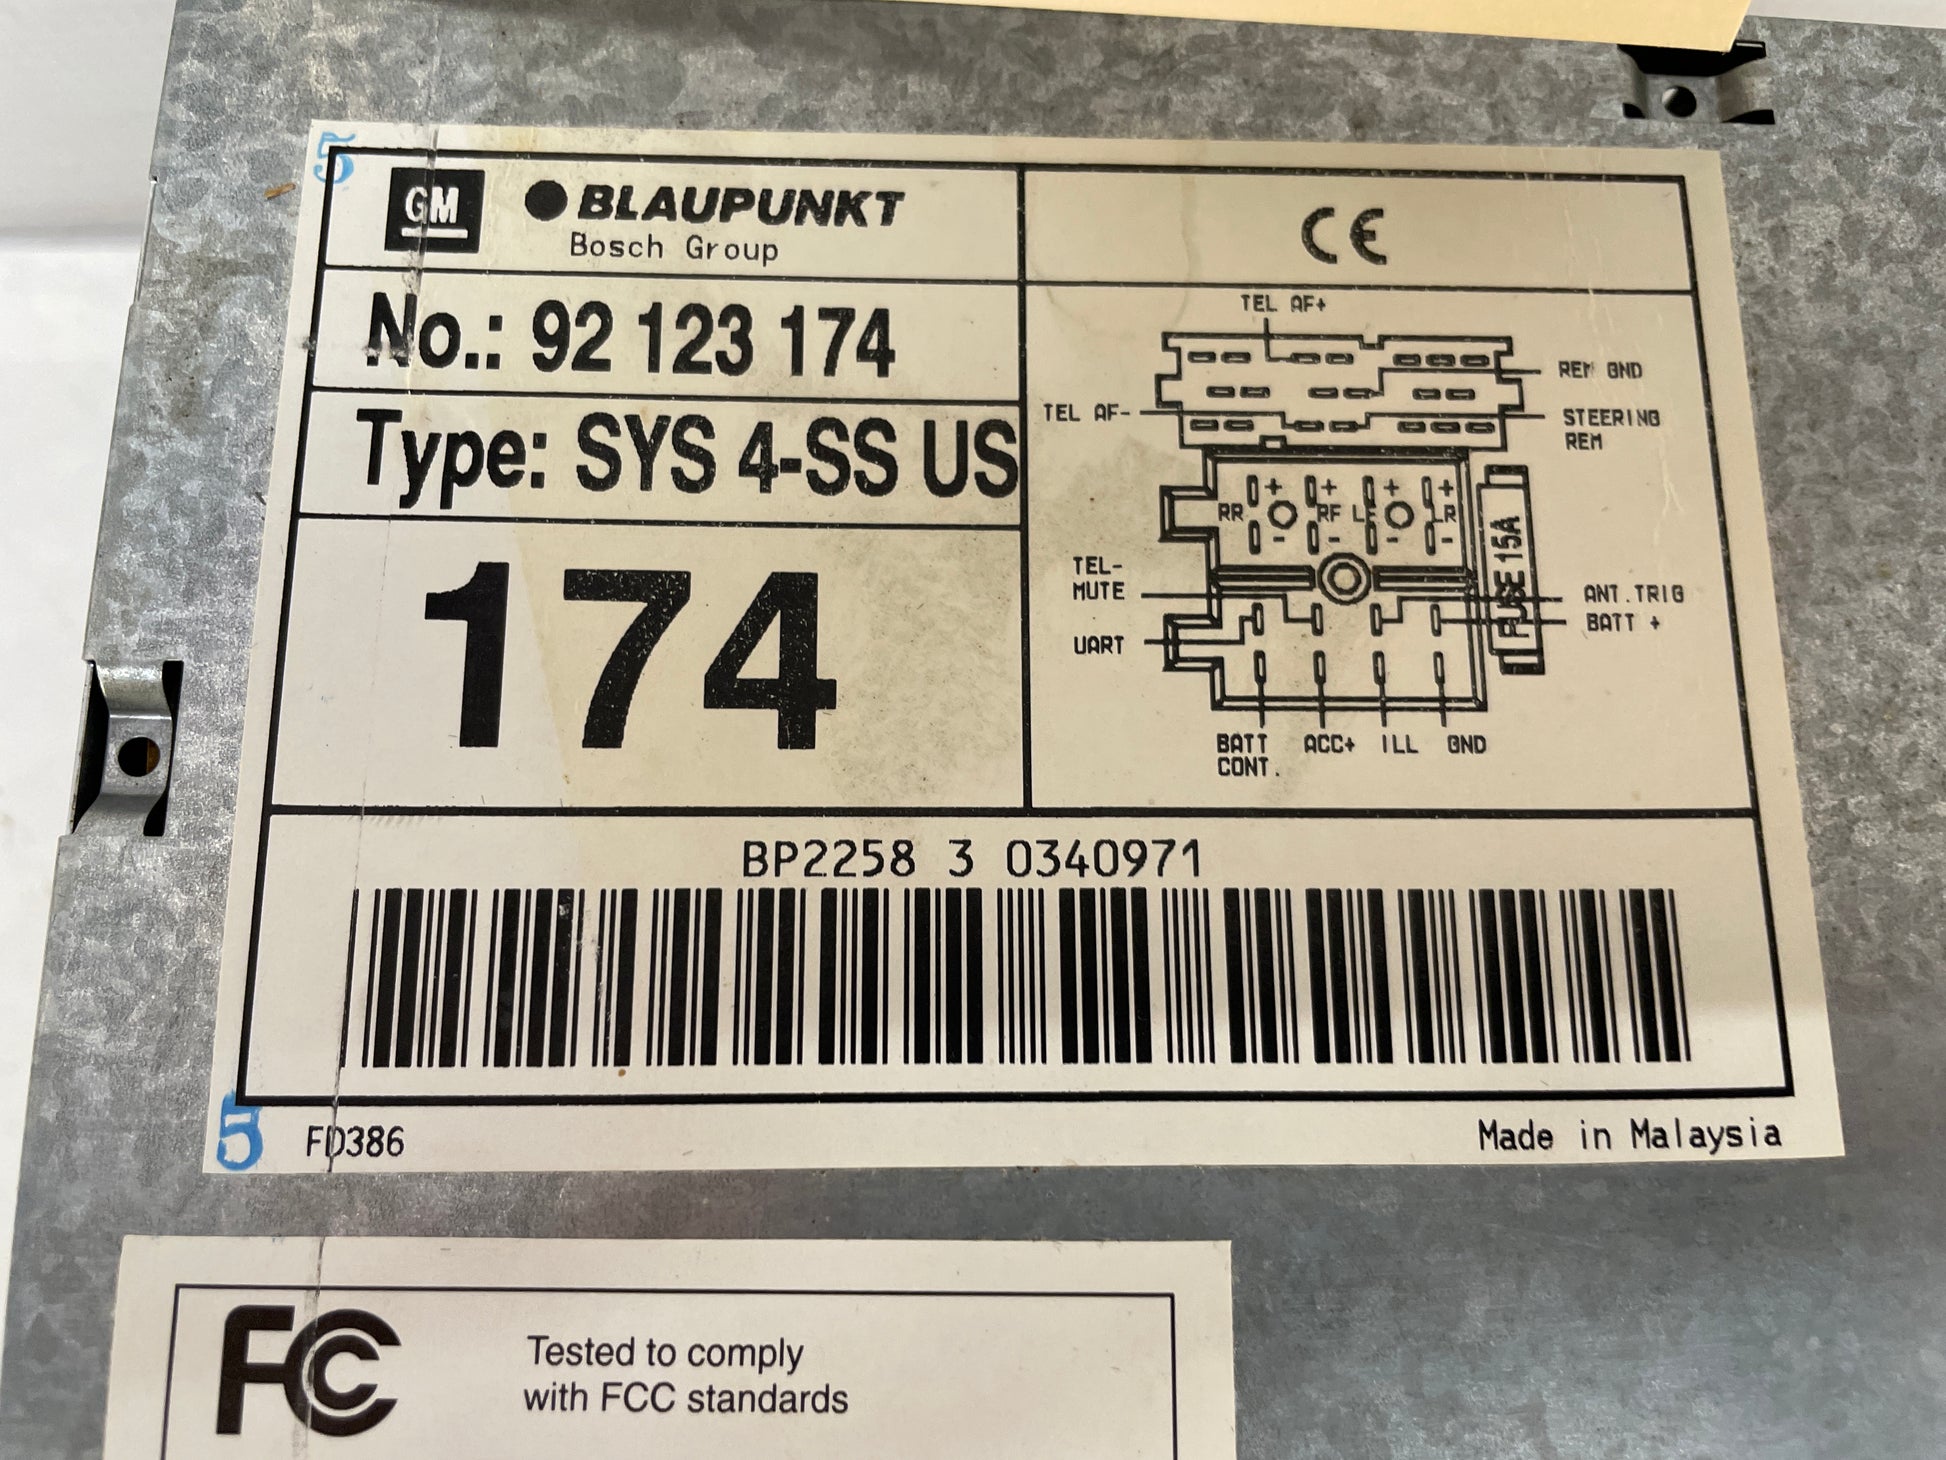 5
GM
BLAUPUNKT
Bosch Group
No.: 92 123 174
Type: SYS 4-SS US
174
CE
TEL AF+
REM GND
TEL AF-
STEERING
REM
RR + - RF + - LF + - LR + -
FUSE 15A
TEL-
MUTE
UART
ANT.TRIG
BATT +
BATT
CONT.
ACC+
ILL
GND
BP2258 3 0340971
5
FD386
Made in Malaysia
FC
Tested to comply
with FCC standards